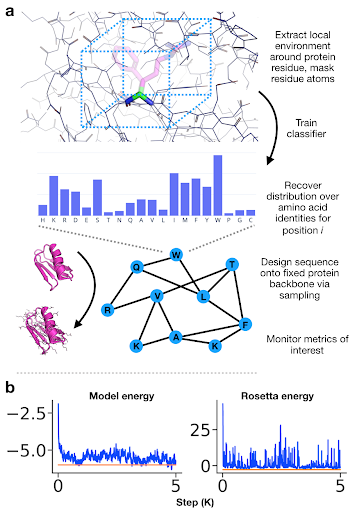 a
Extract local
environment
around protein
residue, mask
residue atoms
Train
classifier
Recover
distribution over
amino acid
identities for
position i
H K R D E S T N Q A V L I M F Y W P G C
W
Q
T
V
L
R
F
K
A
K
Design sequence
onto fixed protein
backbone via
sampling
Monitor metrics of
interest
b
Model energy
−2.5
−5.0
0
5
Rosetta energy
25
0
0
5
Step (K)